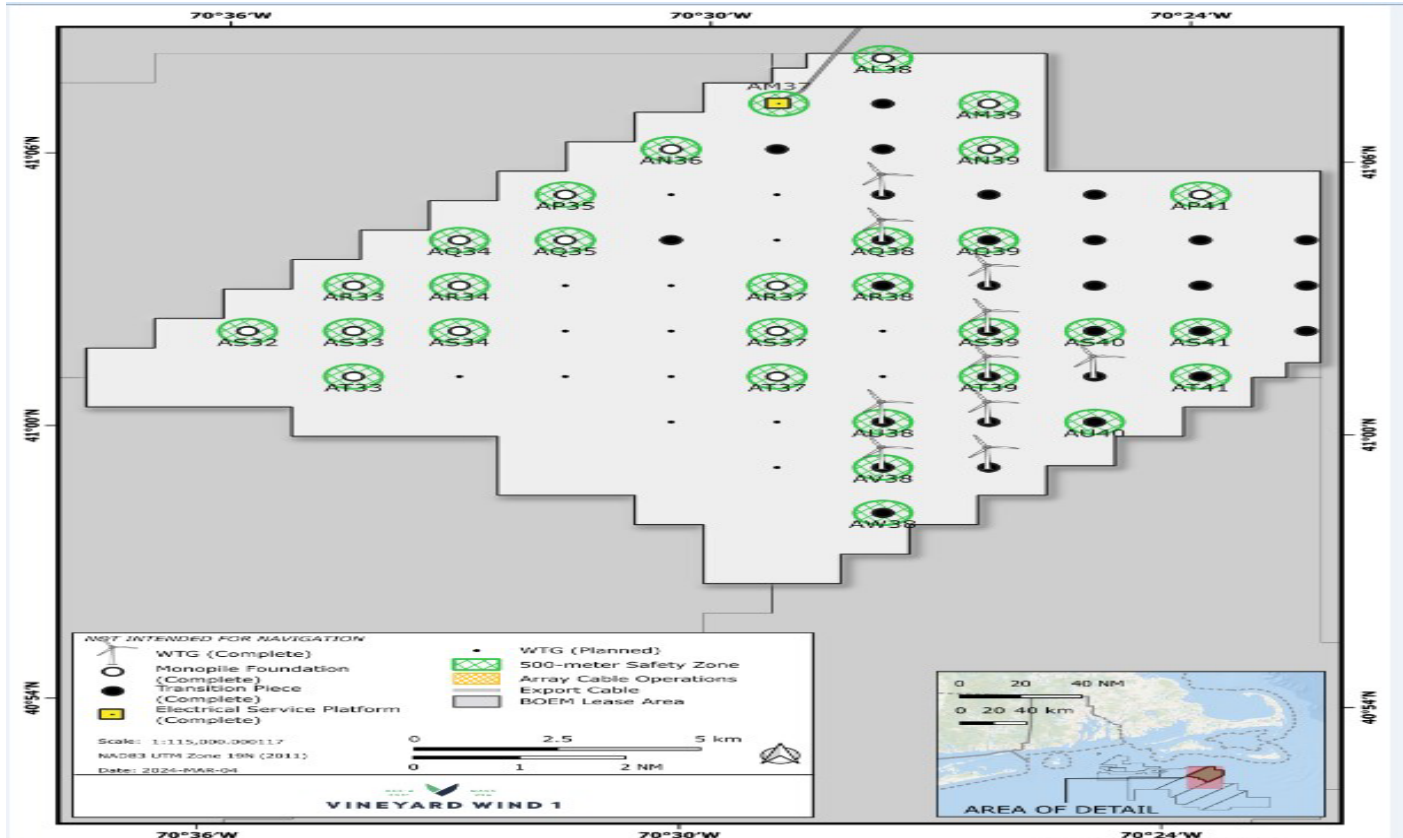 70°36'W 70°30'W 70°24'W
AL38
AM37
AM39
41°06'N 41°06'N
AN36 AN39
AP35 AP41
AQ34 AQ35 AQ38 AQ39
AR33 AR34 AR37 AR38
AS32 AS33 AS34 AS37 AS39 AS40 AS41
AT33 AT37 AT39 AT41
41°00'N 41°00'N
AU38 AU40
AV38
AW38
NOT INTENDED FOR NAVIGATION
WTG (Complete)
Monopile Foundation
(Complete)
Transition Piece
(Complete)
Electrical Service Platform
(Complete)
WTG (Planned)
500-meter Safety Zone
Array Cable Operations
Export Cable
BOEM Lease Area
Scale: 1:115,000.000117
NAD83 UTM Zone 19N (2011)
Date: 2024-MAR-04
0 2.5 5 km
0 1 2 NM
VINEYARD WIND 1
40°54'N 40°54'N
0 20 40 NM
0 20 40 km
AREA OF DETAIL
70°36'W 70°30'W 70°24'W